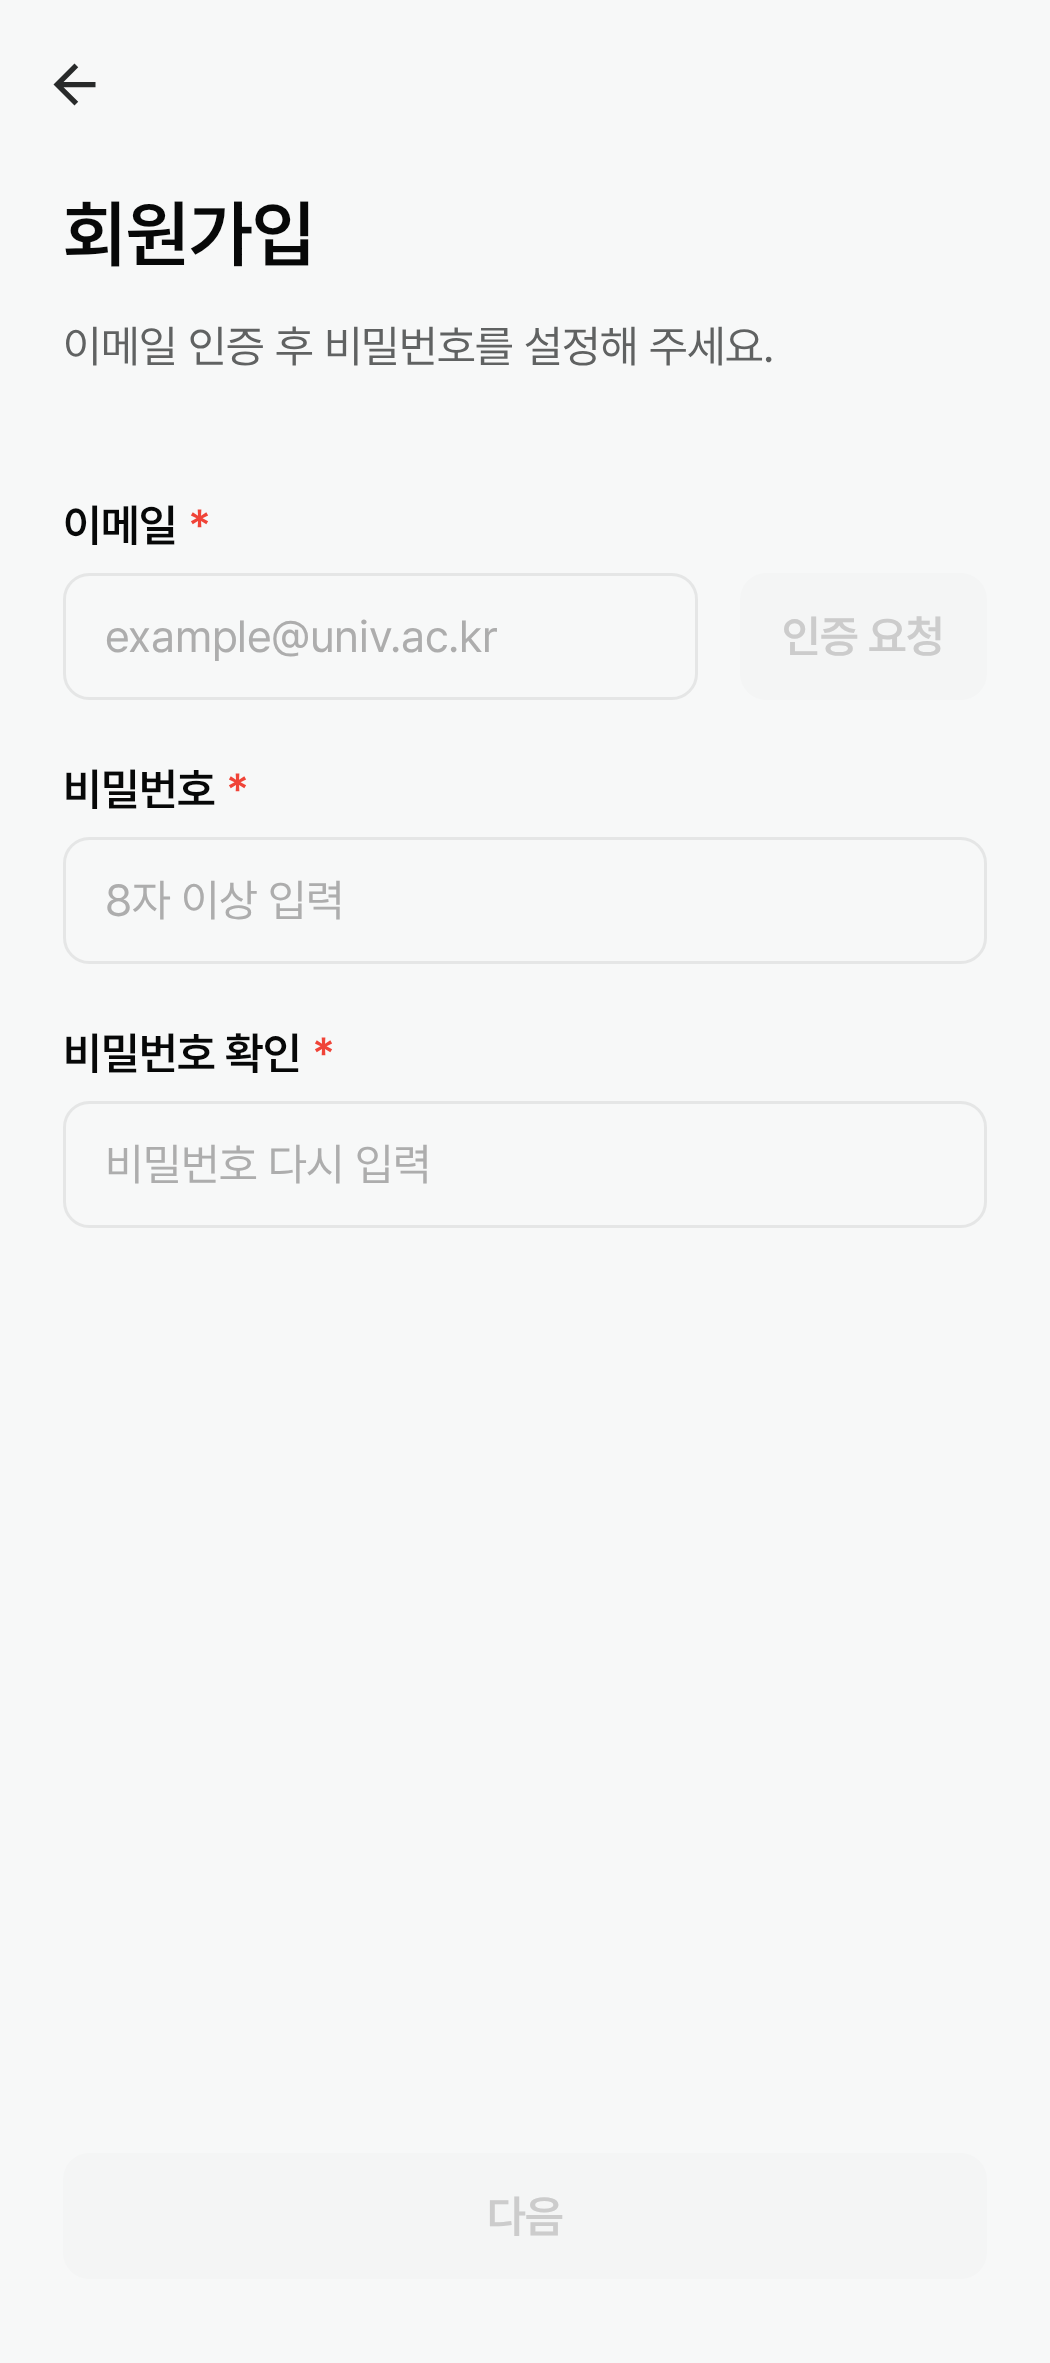 회원가입
이메일 인증 후 비밀번호를 설정해 주세요.
이메일 *
example@univ.ac.kr 인증 요청
비밀번호 *
8자 이상 입력
비밀번호 확인 *
비밀번호 다시 입력
다음